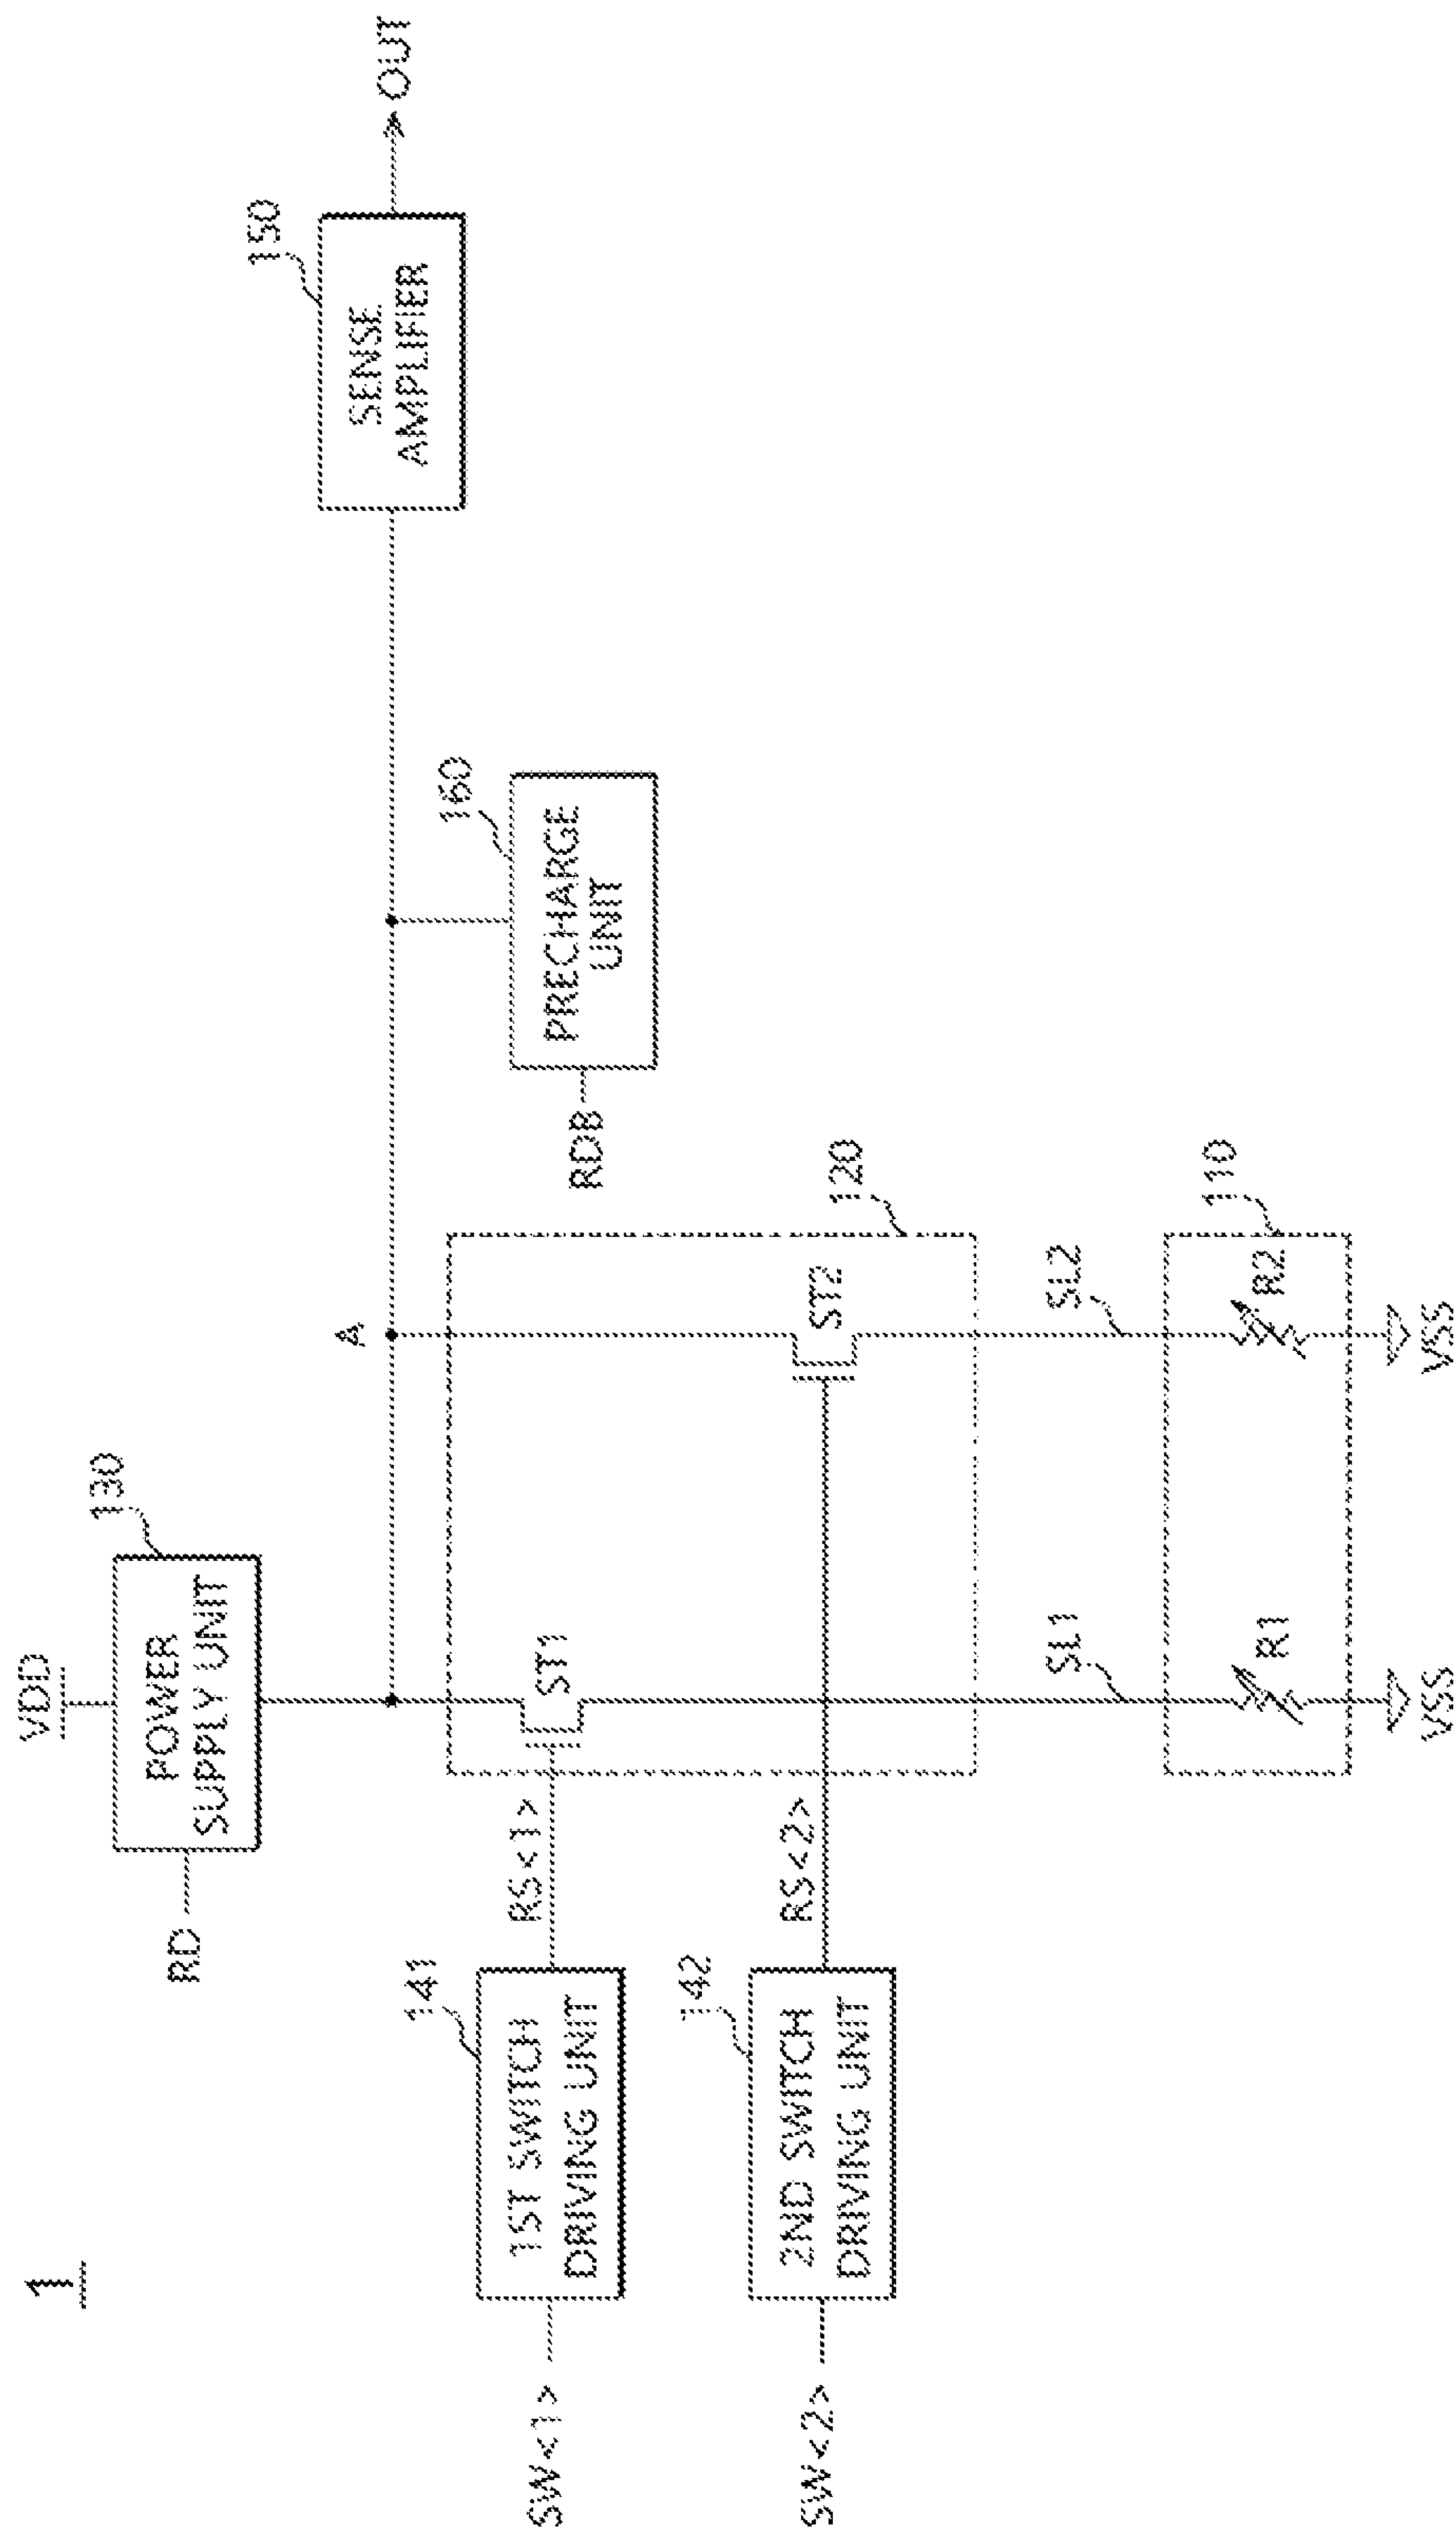 1
VDD
130
RD
POWER
SUPPLY UNIT
A
150
SENSE
AMPLIFIER
OUT
160
PRECHARGE
UNIT
RDB
141
1ST SWITCH
DRIVING UNIT
SW<1>
RS<1>
ST1
142
2ND SWITCH
DRIVING UNIT
SW<2>
RS<2>
ST2
120
SL1
SL2
110
R1
R2
VSS
VSS